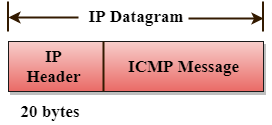 IP Datagram
IP
Header
ICMP Message
20 bytes